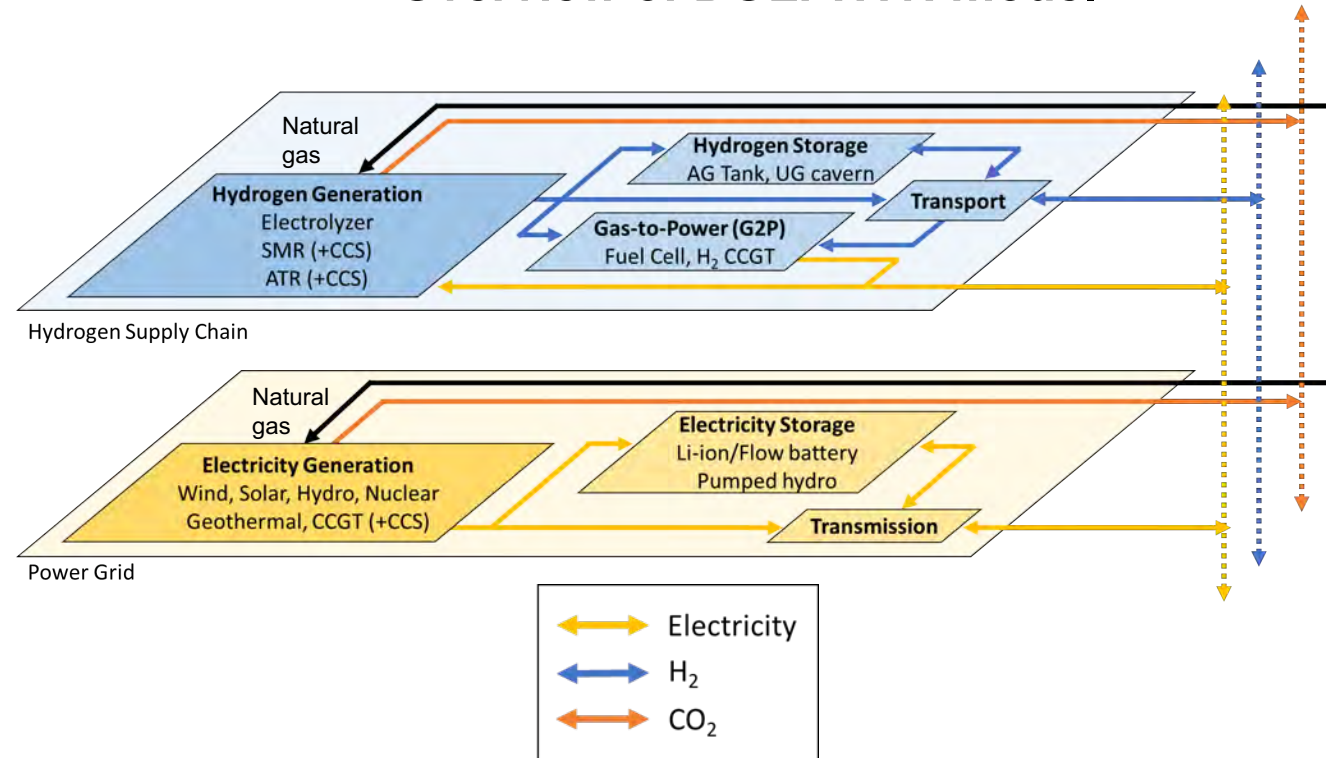 Natural
gas
Hydrogen Generation
Electrolyzer
SMR (+CCS)
ATR (+CCS)
Hydrogen Storage
AG Tank, UG cavern
Transport
Gas-to-Power (G2P)
Fuel Cell, H₂ CCGT
Hydrogen Supply Chain
Natural
gas
Electricity Generation
Wind, Solar, Hydro, Nuclear
Geothermal, CCGT (+CCS)
Electricity Storage
Li-ion/Flow battery
Pumped hydro
Transmission
Power Grid
Electricity
H₂
CO₂